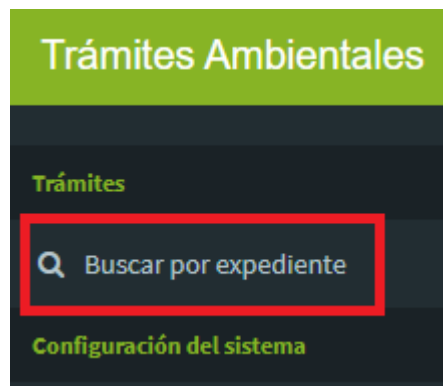 Trámites Ambientales
Trámites
Buscar por expediente
Configuración del sistema